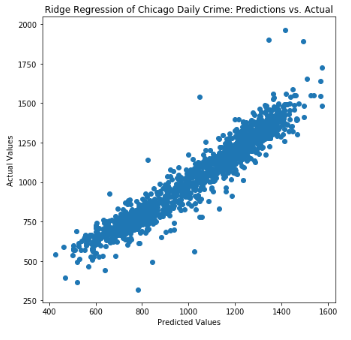 Ridge Regression of Chicago Daily Crime: Predictions vs. Actual
2000
1750
1500
1250
1000
750
500
250
Actual Values
400 600 800 1000 1200 1400 1600
Predicted Values